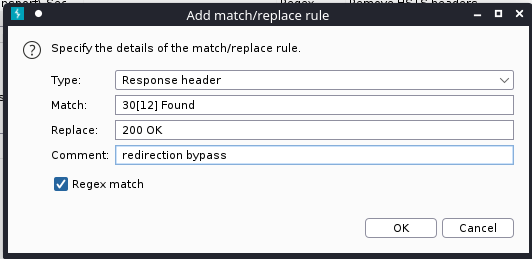 Add match/replace rule
Specify the details of the match/replace rule.
Type: Response header
Match: 30[12] Found
Replace: 200 OK
Comment: redirection bypass
Regex match
OK Cancel